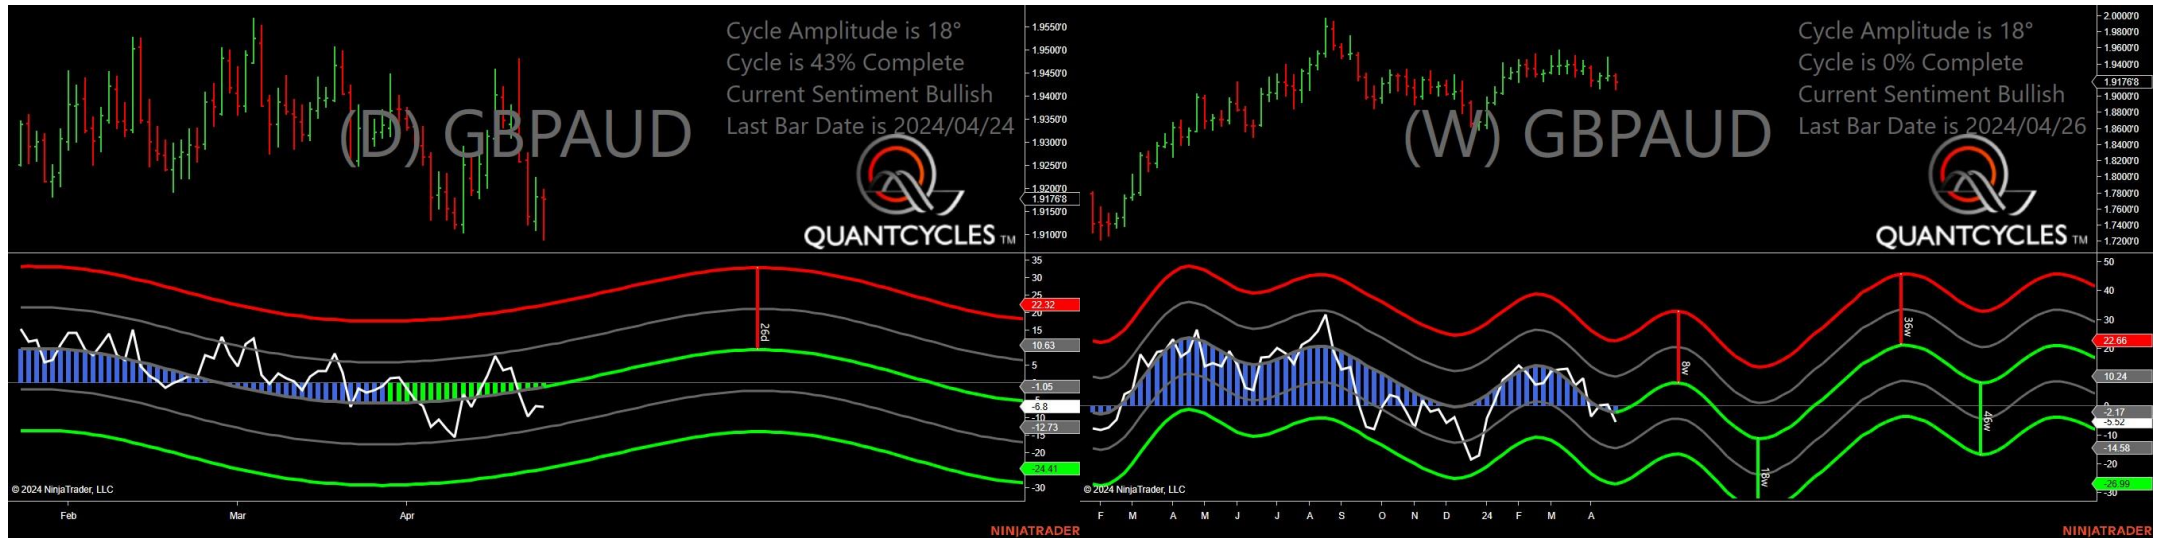 Cycle Amplitude is 18°
Cycle is 43% Complete
Current Sentiment Bullish
Last Bar Date is 2024/04/24
(D) GBPAUD
QUANTCYCLES TM
1.9550'0
1.9500'0
1.9450'0
1.9400'0
1.9350'0
1.9300'0
1.9250'0
1.9200'0
1.9176'8
1.9150'0
1.9100'0
35
30
25
22.32
20
15
10.63
5
-1.05
-5
-6.8
-10
-12.73
-15
-20
-24.41
-30
26d
© 2024 NinjaTrader, LLC
Feb Mar Apr
NINJATRADER
Cycle Amplitude is 18°
Cycle is 0% Complete
Current Sentiment Bullish
Last Bar Date is 2024/04/26
(W) GBPAUD
QUANTCYCLES TM
2.0000'0
1.9800'0
1.9600'0
1.9400'0
1.9176'8
1.9000'0
1.8800'0
1.8600'0
1.8400'0
1.8200'0
1.8000'0
1.7800'0
1.7600'0
1.7400'0
1.7200'0
50
40
30
22.66
20
10.24
0
-2.17
-5.52
-10
-14.58
-20
-26.99
-30
8w
18w
36w
46w
© 2024 NinjaTrader, LLC
F M A M J J A S O N D 24 F M A
NINJATRADER